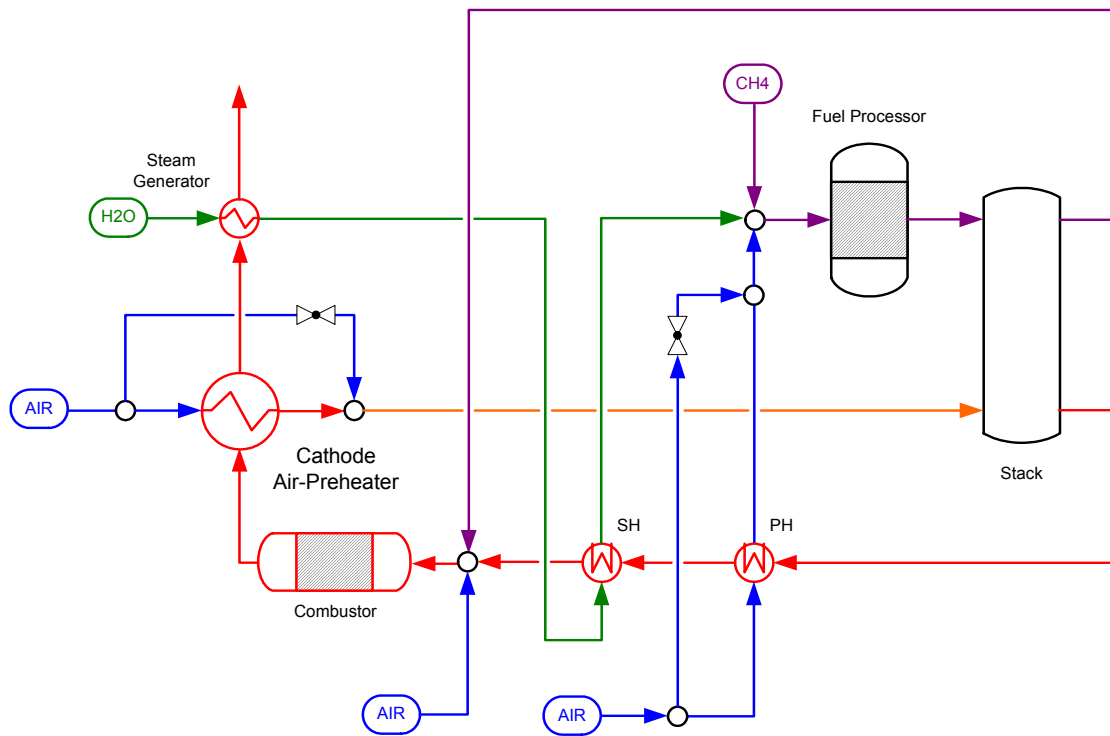 CH4
Fuel Processor
Steam
Generator
H2O
AIR
Cathode
Air-Preheater
Stack
SH
PH
Combustor
AIR
AIR